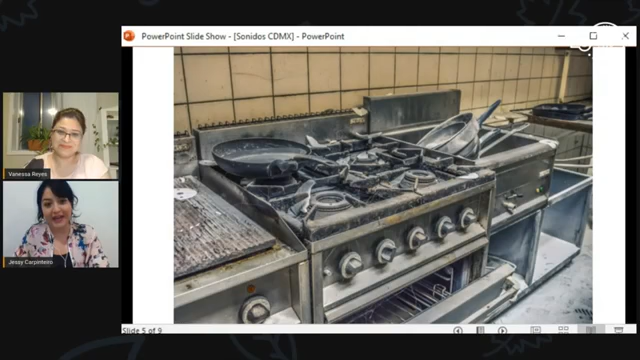 PowerPoint Slide Show - [Sonidos CDMX] - PowerPoint
Vanessa Reyes
Jessy Carpinteiro
Slide 5 of 9